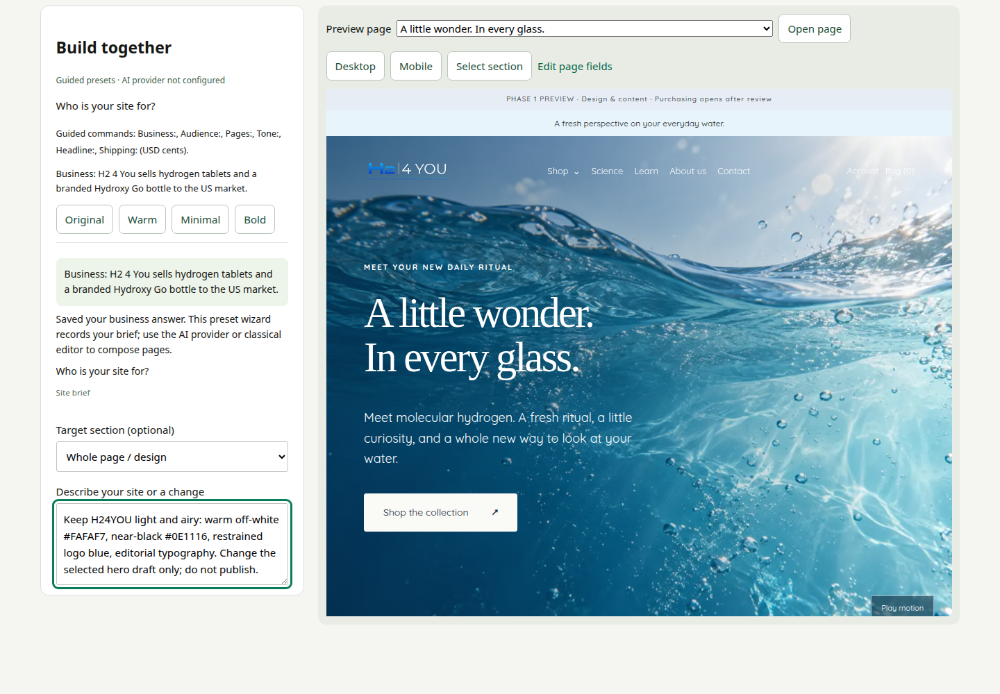 Build together
Guided presets · AI provider not configured
Who is your site for?
Guided commands: Business:, Audience:, Pages:, Tone:,
Headline:, Shipping: (USD cents).
Business: H2 4 You sells hydrogen tablets and a
branded Hydroxy Go bottle to the US market.
Original
Warm
Minimal
Bold
Business: H2 4 You sells hydrogen tablets and
a branded Hydroxy Go bottle to the US market.
Saved your business answer. This preset wizard
records your brief; use the AI provider or classical
editor to compose pages.
Who is your site for?
Site brief
Target section (optional)
Whole page / design
Describe your site or a change
Keep H24YOU light and airy: warm off-white
#FAFAF7, near-black #0E1116, restrained
logo blue, editorial typography. Change the
selected hero draft only; do not publish.
Preview page
A little wonder. In every glass.
Open page
Desktop
Mobile
Select section
Edit page fields
PHASE 1 PREVIEW · Design & content · Purchasing opens after review
A fresh perspective on your everyday water.
H2|4 YOU
Shop
Science
Learn
About us
Contact
Account
Bag (0)
MEET YOUR NEW DAILY RITUAL
A little wonder.
In every glass.
Meet molecular hydrogen. A fresh ritual, a little
curiosity, and a whole new way to look at your
water.
Shop the collection ↗
Play motion